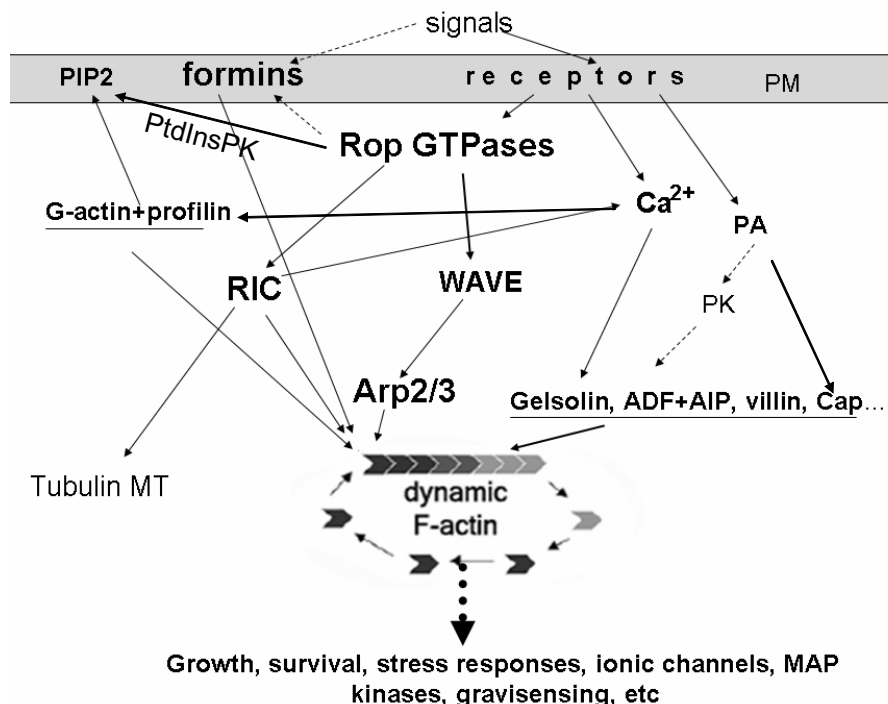 signals
PIP2 formins receptors PM
PtdInsPK
Rop GTPases
G-actin+profilin Ca2+ PA
RIC WAVE PK
Arp2/3
Gelsolin, ADF+AIP, villin, Cap...
Tubulin MT
dynamic
F-actin
Growth, survival, stress responses, ionic channels, MAP
kinases, gravisensing, etc